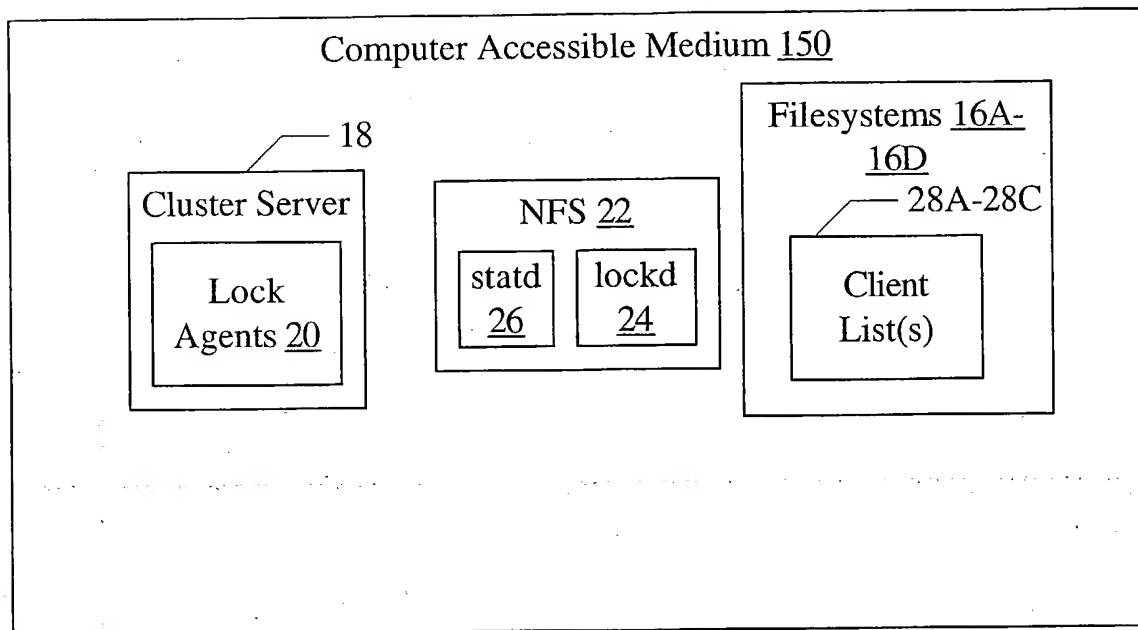 Computer Accessible Medium 150
18
Cluster Server
Lock
Agents 20
NFS 22
statd
26
lockd
24
Filesystems 16A-
16D
28A-28C
Client
List(s)